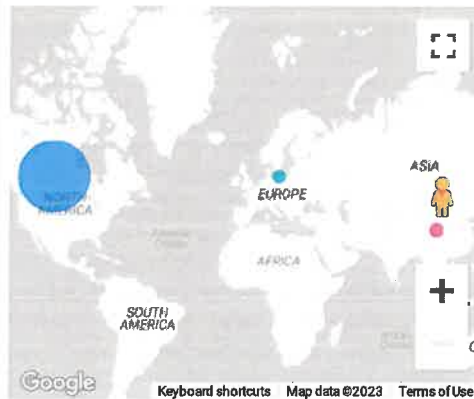 ASIA
NORTH
AMERICA
EUROPE
AFRICA
SOUTH
AMERICA
Google
Keyboard shortcuts Map data ©2023 Terms of Use